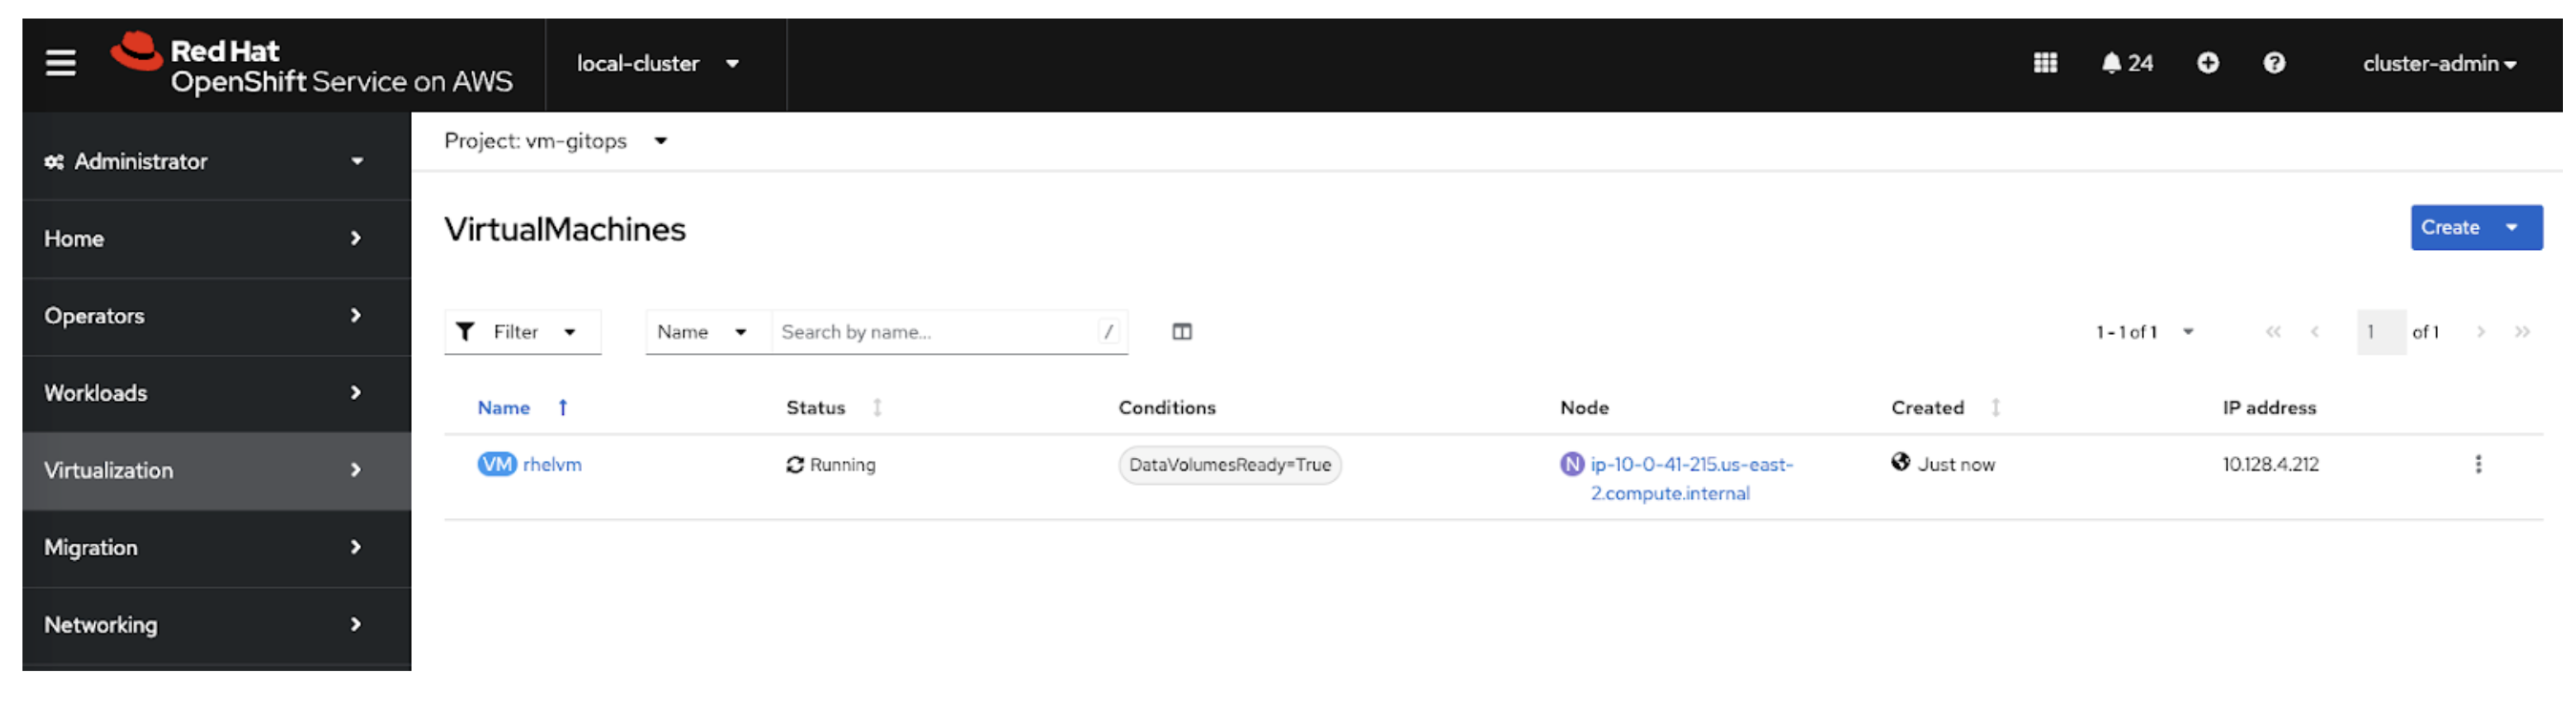 Red Hat
OpenShift Service on AWS
local-cluster
24
cluster-admin
Administrator
Home
Operators
Workloads
Virtualization
Migration
Networking
Project: vm-gitops
VirtualMachines
Create
Filter
Name
Search by name...
/
1 - 1 of 1
1 of 1
Name Status Conditions Node Created IP address
VM rhelvm Running DataVolumesReady=True N ip-10-0-41-215.us-east- Just now 10.128.4.212
2.compute.internal